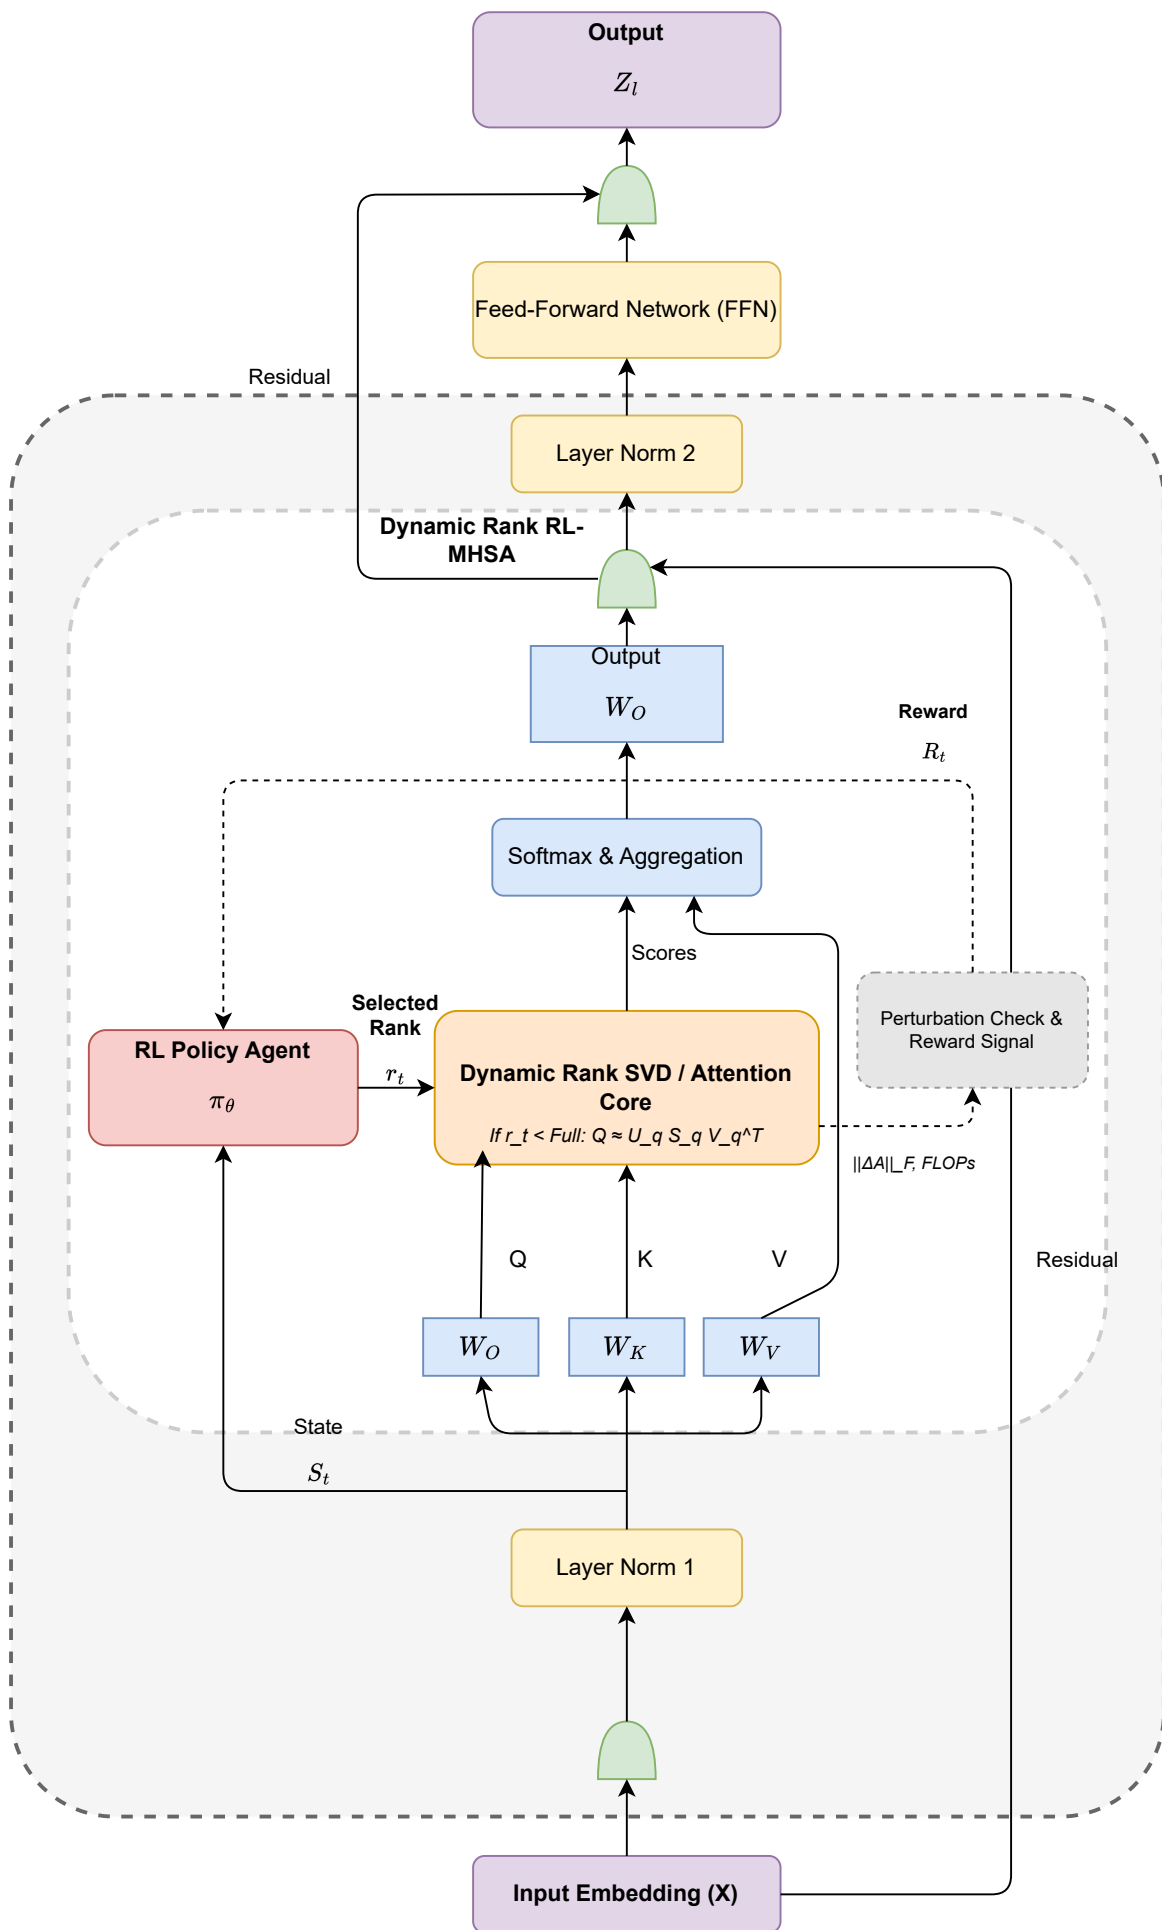 Output
Z_l
Feed-Forward Network (FFN)
Residual
Layer Norm 2
Dynamic Rank RL-
MHSA
Output
W_O
Reward
R_t
Softmax & Aggregation
Scores
Selected
Rank
r_t
RL Policy Agent
π_θ
Dynamic Rank SVD / Attention
Core
If r_t < Full: Q ≈ U_q S_q V_q^T
Perturbation Check &
Reward Signal
||ΔA||_F, FLOPs
Q
K
V
Residual
W_O
W_K
W_V
State
S_t
Layer Norm 1
Input Embedding (X)